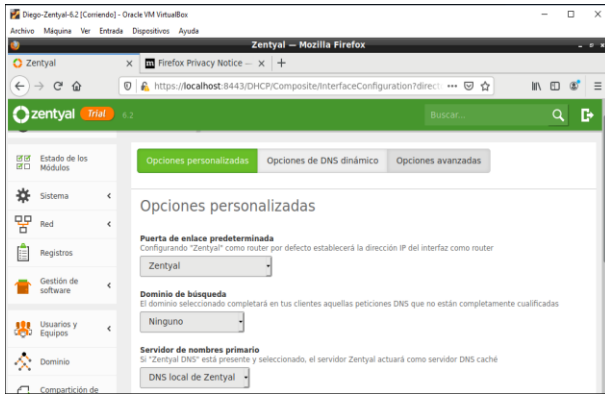 Diego-Zentyal-6.2 [Corriendo] - Oracle VM VirtualBox
Archivo Máquina Ver Entrada Dispositivos Ayuda
Zentyal — Mozilla Firefox
Zentyal
Firefox Privacy Notice —
https://localhost:8443/DHCP/Composite/InterfaceConfiguration?direct
zentyal Trial 6.2
Buscar...
Estado de los
Módulos
Sistema
Red
Registros
Gestión de
software
Usuarios y
Equipos
Dominio
Compartición de
Opciones personalizadas Opciones de DNS dinámico Opciones avanzadas
Opciones personalizadas
Puerta de enlace predeterminada
Configurando "Zentyal" como router por defecto establecerá la dirección IP del interfaz como router
Zentyal
Dominio de búsqueda
El dominio seleccionado completará en tus clientes aquellas peticiones DNS que no están completamente cualificadas
Ninguno
Servidor de nombres primario
Si "Zentyal DNS" está presente y seleccionado, el servidor Zentyal actuará como servidor DNS caché
DNS local de Zentyal